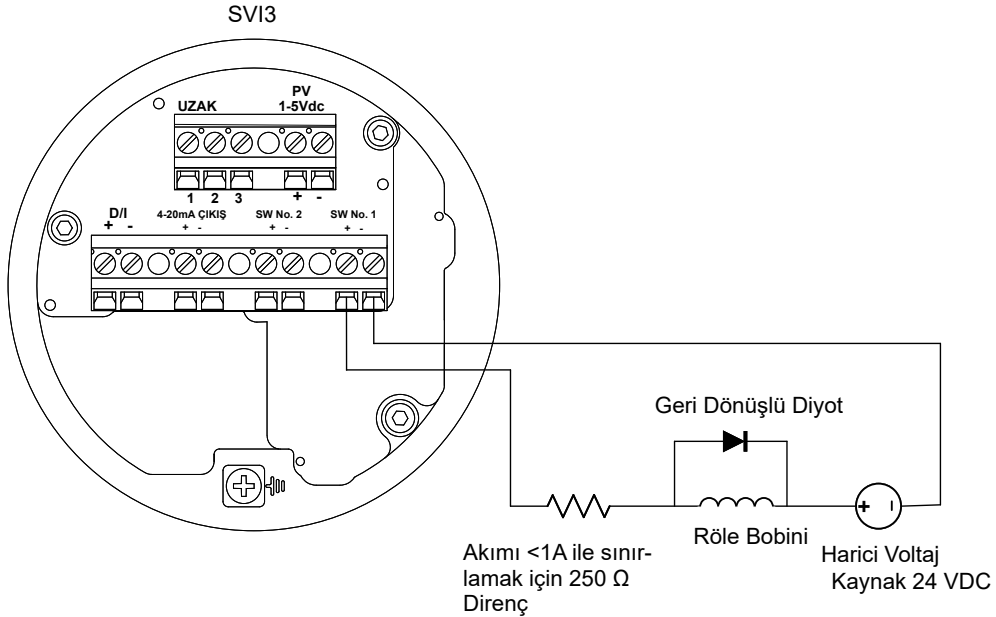 SVI3
UZAK
PV
1-5Vdc
1 2 3 + -
D/I
+ -
4-20mA ÇIKIŞ
+ -
SW No. 2
+ -
SW No. 1
+ -
Geri Dönüşlü Diyot
Röle Bobini
+ -
Akımı <1A ile sınır-
lamak için 250 Ω
Direnç
Harici Voltaj
Kaynak 24 VDC